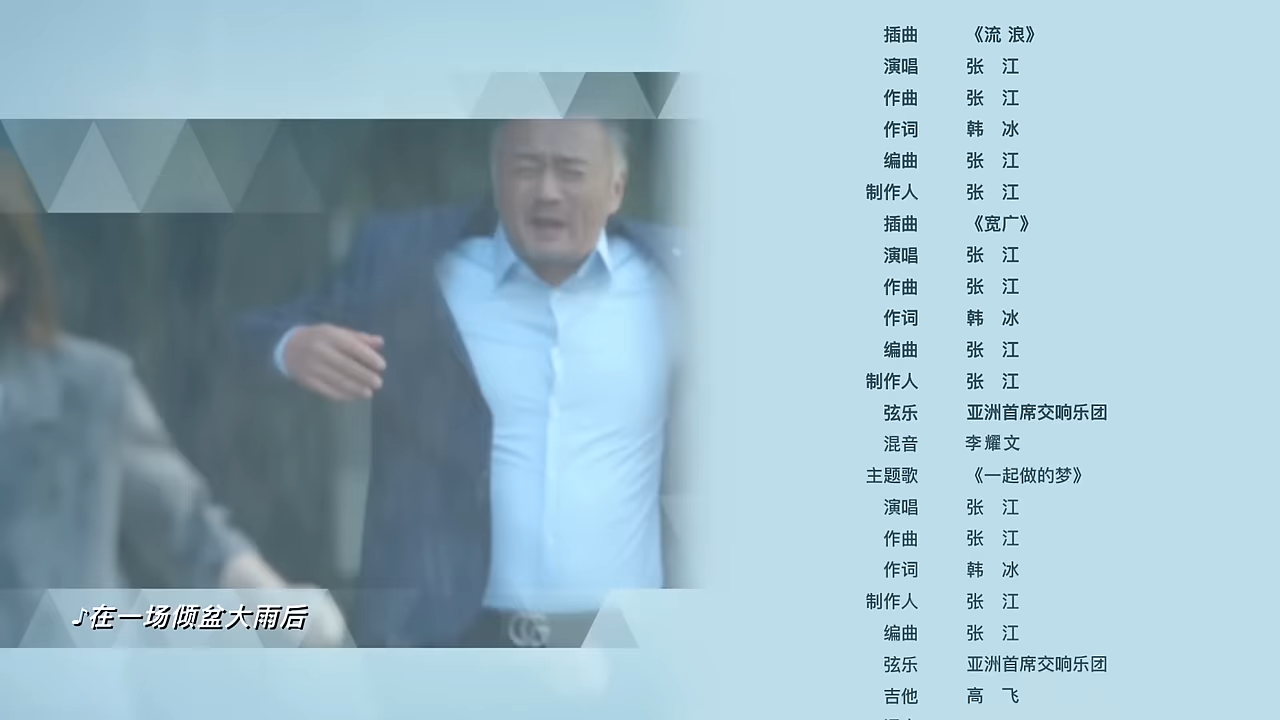 插曲 《流 浪》
演唱 张 江
作曲 张 江
作词 韩 冰
编曲 张 江
制作人 张 江
插曲 《宽广》
演唱 张 江
作曲 张 江
作词 韩 冰
编曲 张 江
制作人 张 江
弦乐 亚洲首席交响乐团
混音 李耀文
主题歌 《一起做的梦》
演唱 张 江
作曲 张 江
作词 韩 冰
制作人 张 江
编曲 张 江
弦乐 亚洲首席交响乐团
吉他 高 飞
♪在一场倾盆大雨后